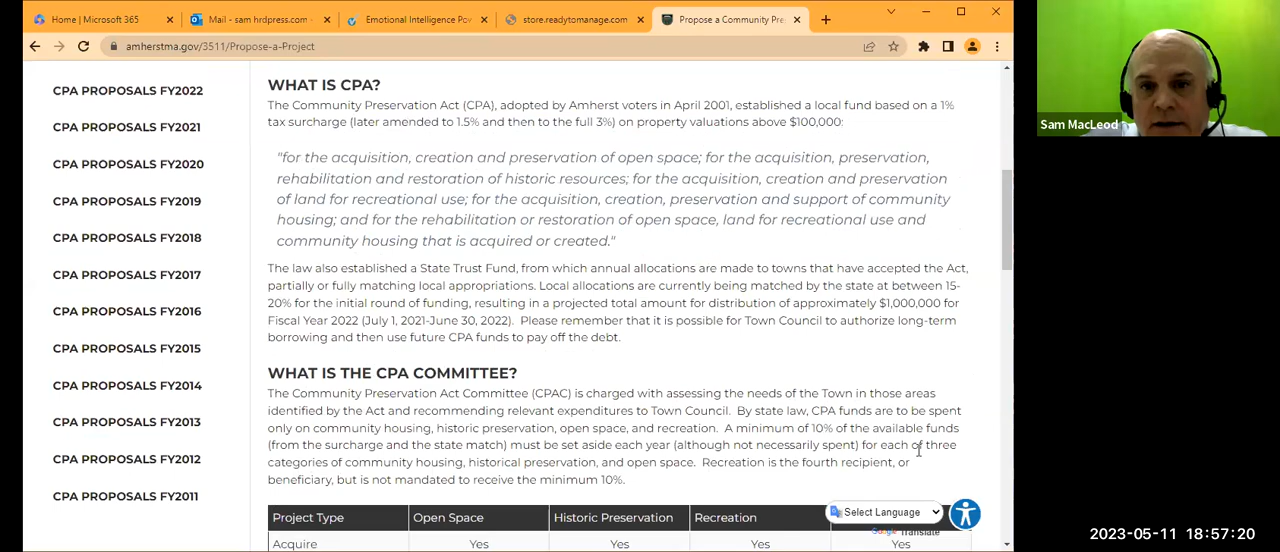 Home | Microsoft 365
Mail - sam hrdpress.com -
Emotional Intelligence Pov
store.readytomanage.com/
Propose a Community Pre
amherstma.gov/3511/Propose-a-Project
CPA PROPOSALS FY2022
CPA PROPOSALS FY2021
CPA PROPOSALS FY2020
CPA PROPOSALS FY2019
CPA PROPOSALS FY2018
CPA PROPOSALS FY2017
CPA PROPOSALS FY2016
CPA PROPOSALS FY2015
CPA PROPOSALS FY2014
CPA PROPOSALS FY2013
CPA PROPOSALS FY2012
CPA PROPOSALS FY2011
WHAT IS CPA?
The Community Preservation Act (CPA), adopted by Amherst voters in April 2001, established a local fund based on a 1%
tax surcharge (later amended to 1.5% and then to the full 3%) on property valuations above $100,000:
"for the acquisition, creation and preservation of open space; for the acquisition, preservation,
rehabilitation and restoration of historic resources; for the acquisition, creation and preservation
of land for recreational use; for the acquisition, creation, preservation and support of community
housing; and for the rehabilitation or restoration of open space, land for recreational use and
community housing that is acquired or created."
The law also established a State Trust Fund, from which annual allocations are made to towns that have accepted the Act,
partially or fully matching local appropriations. Local allocations are currently being matched by the state at between 15-
20% for the initial round of funding, resulting in a projected total amount for distribution of approximately $1,000,000 for
Fiscal Year 2022 (July 1, 2021-June 30, 2022). Please remember that it is possible for Town Council to authorize long-term
borrowing and then use future CPA funds to pay off the debt.
WHAT IS THE CPA COMMITTEE?
The Community Preservation Act Committee (CPAC) is charged with assessing the needs of the Town in those areas
identified by the Act and recommending relevant expenditures to Town Council. By state law, CPA funds are to be spent
only on community housing, historic preservation, open space, and recreation. A minimum of 10% of the available funds
(from the surcharge and the state match) must be set aside each year (although not necessarily spent) for each of three
categories of community housing, historical preservation, and open space. Recreation is the fourth recipient, or
beneficiary, but is not mandated to receive the minimum 10%.
Project Type Open Space Historic Preservation Recreation
Acquire Yes Yes Yes Yes
Select Language
Google Translate
Sam MacLeod
2023-05-11 18:57:20